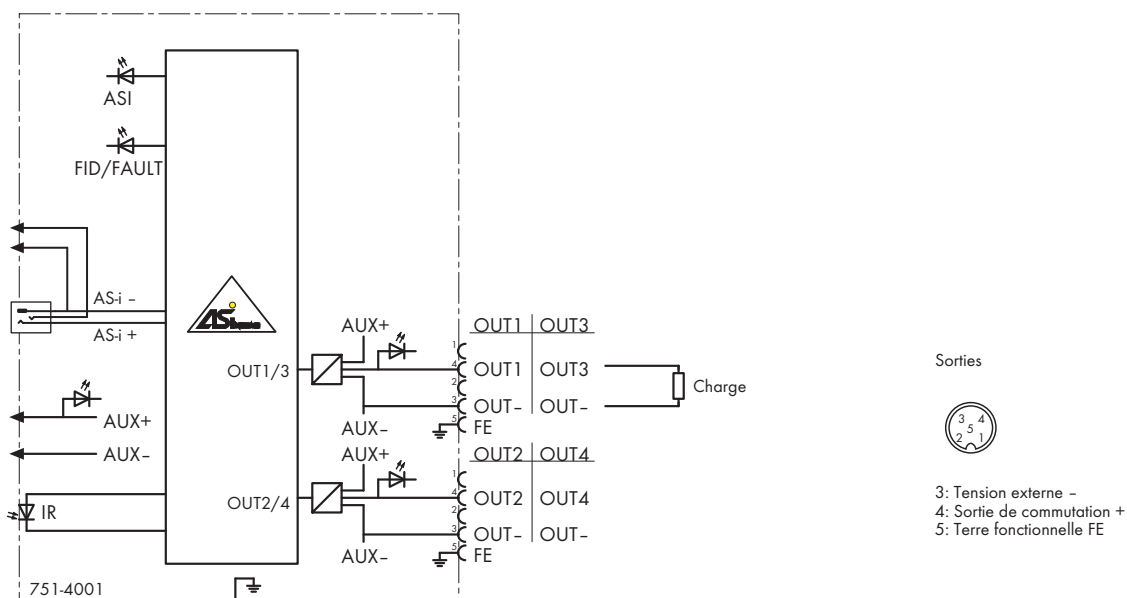 ASI
FID/FAULT
AS-i –
AS-i +
AUX+
AUX–
IR
751-4001
OUT1/3
OUT2/4
AUX+
AUX–
1
4
2
3
5
OUT1 OUT3
OUT1 OUT3
OUT– OUT–
FE
Charge
AUX+
AUX–
1
4
2
3
5
OUT2 OUT4
OUT2 OUT4
OUT– OUT–
FE
Sorties
3 4
5
2 1
3: Tension externe –
4: Sortie de commutation +
5: Terre fonctionnelle FE